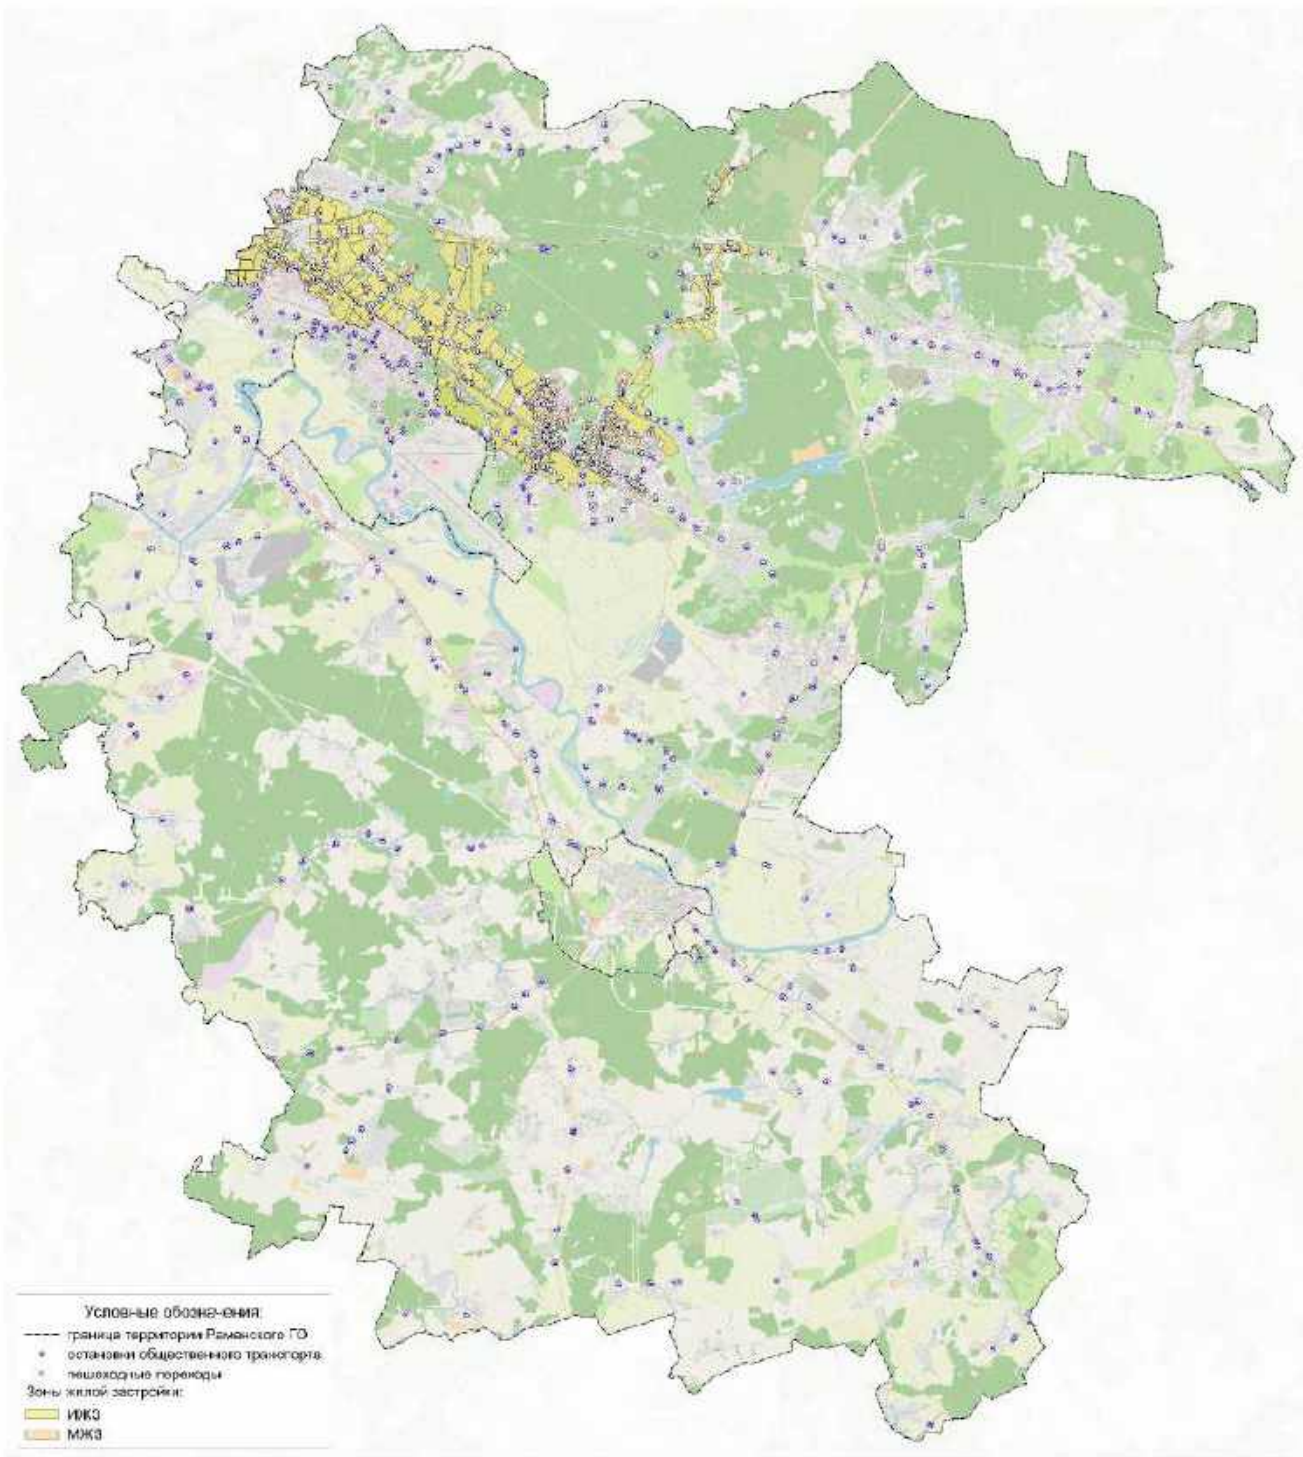 Условные обозначения:
граница территории Раменского ГО
остановки общественного транспорта
пешеходные переходы
Зоны жилой застройки:
ИЖЗ
МЖЗ